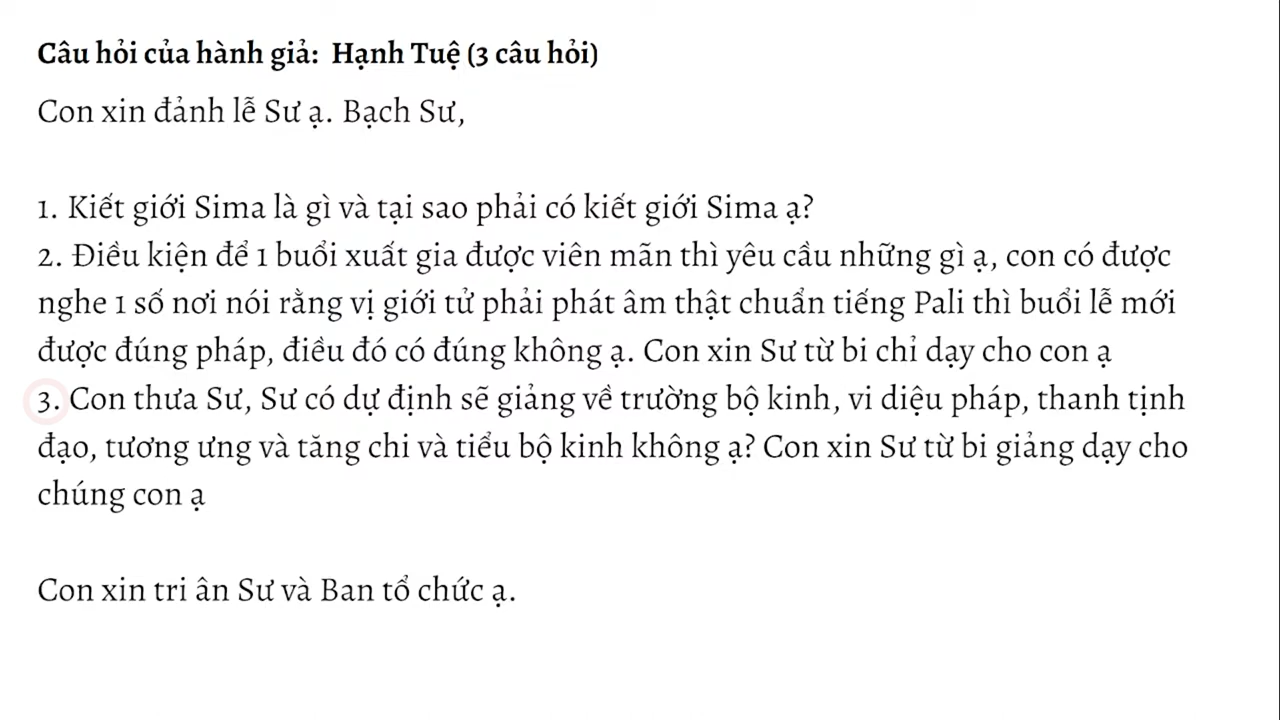 Câu hỏi của hành giả: Hạnh Tuệ (3 câu hỏi)
Con xin đảnh lễ Sư ạ. Bạch Sư,
1. Kiết giới Sima là gì và tại sao phải có kiết giới Sima ạ?
2. Điều kiện để 1 buổi xuất gia được viên mãn thì yêu cầu những gì ạ, con có được
nghe 1 số nơi nói rằng vị giới tử phải phát âm thật chuẩn tiếng Pali thì buổi lễ mới
được đúng pháp, điều đó có đúng không ạ. Con xin Sư từ bi chỉ dạy cho con ạ
3. Con thưa Sư, Sư có dự định sẽ giảng về trường bộ kinh, vi diệu pháp, thanh tịnh
đạo, tương ưng và tăng chi và tiểu bộ kinh không ạ? Con xin Sư từ bi giảng dạy cho
chúng con ạ
Con xin tri ân Sư và Ban tổ chức ạ.